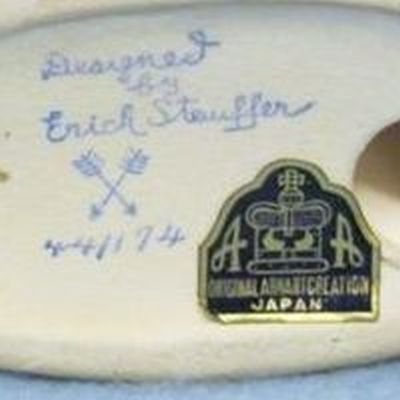 Designed
by
Erich Stauffer
44/174
A A
ORIGINAL ARNART CREATION
JAPAN